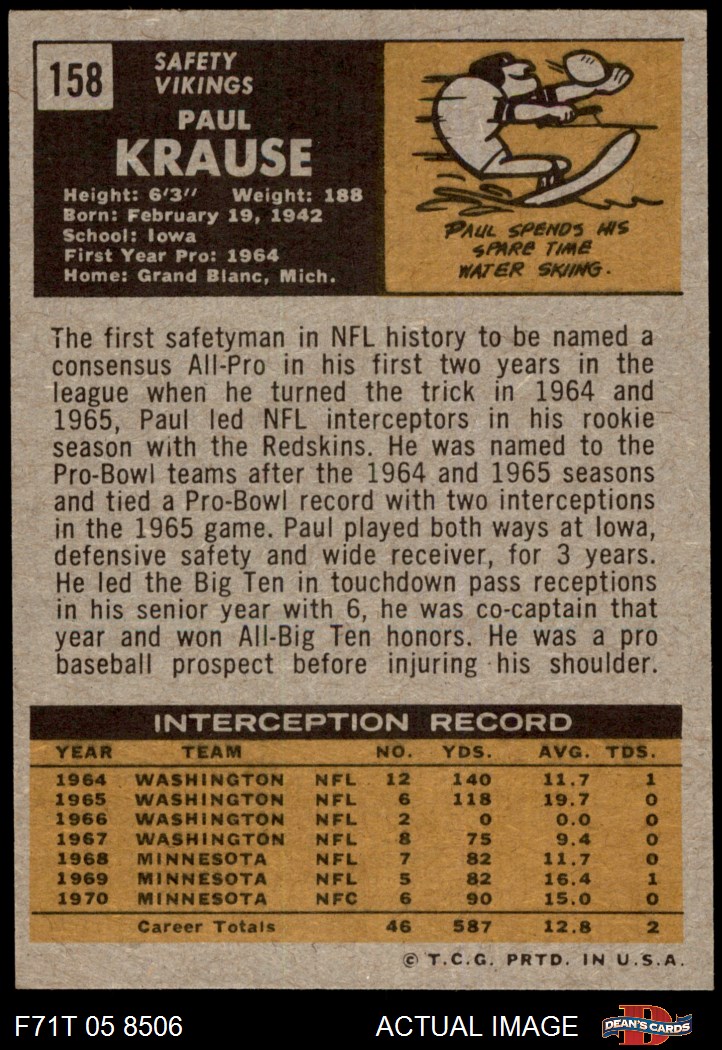 158
SAFETY
VIKINGS
PAUL
KRAUSE
Height: 6'3" Weight: 188
Born: February 19, 1942
School: Iowa
First Year Pro: 1964
Home: Grand Blanc, Mich.
PAUL SPENDS HIS
SPARE TIME
WATER SKIING.
The first safetyman in NFL history to be named a
consensus All-Pro in his first two years in the
league when he turned the trick in 1964 and
1965, Paul led NFL interceptors in his rookie
season with the Redskins. He was named to the
Pro-Bowl teams after the 1964 and 1965 seasons
and tied a Pro-Bowl record with two interceptions
in the 1965 game. Paul played both ways at Iowa,
defensive safety and wide receiver, for 3 years.
He led the Big Ten in touchdown pass receptions
in his senior year with 6, he was co-captain that
year and won All-Big Ten honors. He was a pro
baseball prospect before injuring his shoulder.
INTERCEPTION RECORD
YEAR TEAM NO. YDS. AVG. TDS.
1964 WASHINGTON NFL 12 140 11.7 1
1965 WASHINGTON NFL 6 118 19.7 0
1966 WASHINGTON NFL 2 0 0.0 0
1967 WASHINGTON NFL 8 75 9.4 0
1968 MINNESOTA NFL 7 82 11.7 0
1969 MINNESOTA NFL 5 82 16.4 1
1970 MINNESOTA NFC 6 90 15.0 0
Career Totals 46 587 12.8 2
© T.C.G. PRTD. IN U.S.A.
F71T 05 8506 ACTUAL IMAGE
D
DEAN'S CARDS